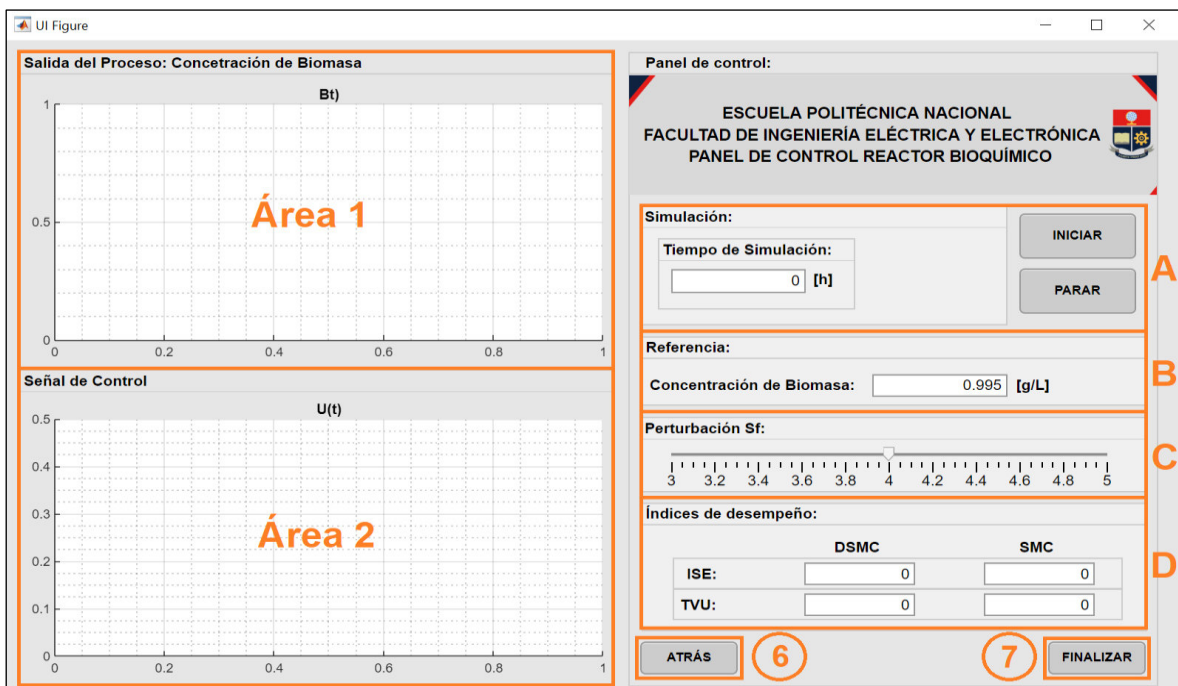 UI Figure
Salida del Proceso: Concetración de Biomasa
Bt)
1
0.5
0
0 0.2 0.4 0.6 0.8 1
Área 1
Señal de Control
U(t)
0.5
0.4
0.3
0.2
0.1
0
0 0.2 0.4 0.6 0.8 1
Área 2
Panel de control:
ESCUELA POLITÉCNICA NACIONAL
FACULTAD DE INGENIERÍA ELÉCTRICA Y ELECTRÓNICA
PANEL DE CONTROL REACTOR BIOQUÍMICO
Simulación:
Tiempo de Simulación:
0 [h]
INICIAR
PARAR
A
Referencia:
Concentración de Biomasa: 0.995 [g/L]
B
Perturbación Sf:
3 3.2 3.4 3.6 3.8 4 4.2 4.4 4.6 4.8 5
C
Índices de desempeño:
DSMC SMC
ISE: 0 0
TVU: 0 0
D
ATRÁS 6 7 FINALIZAR